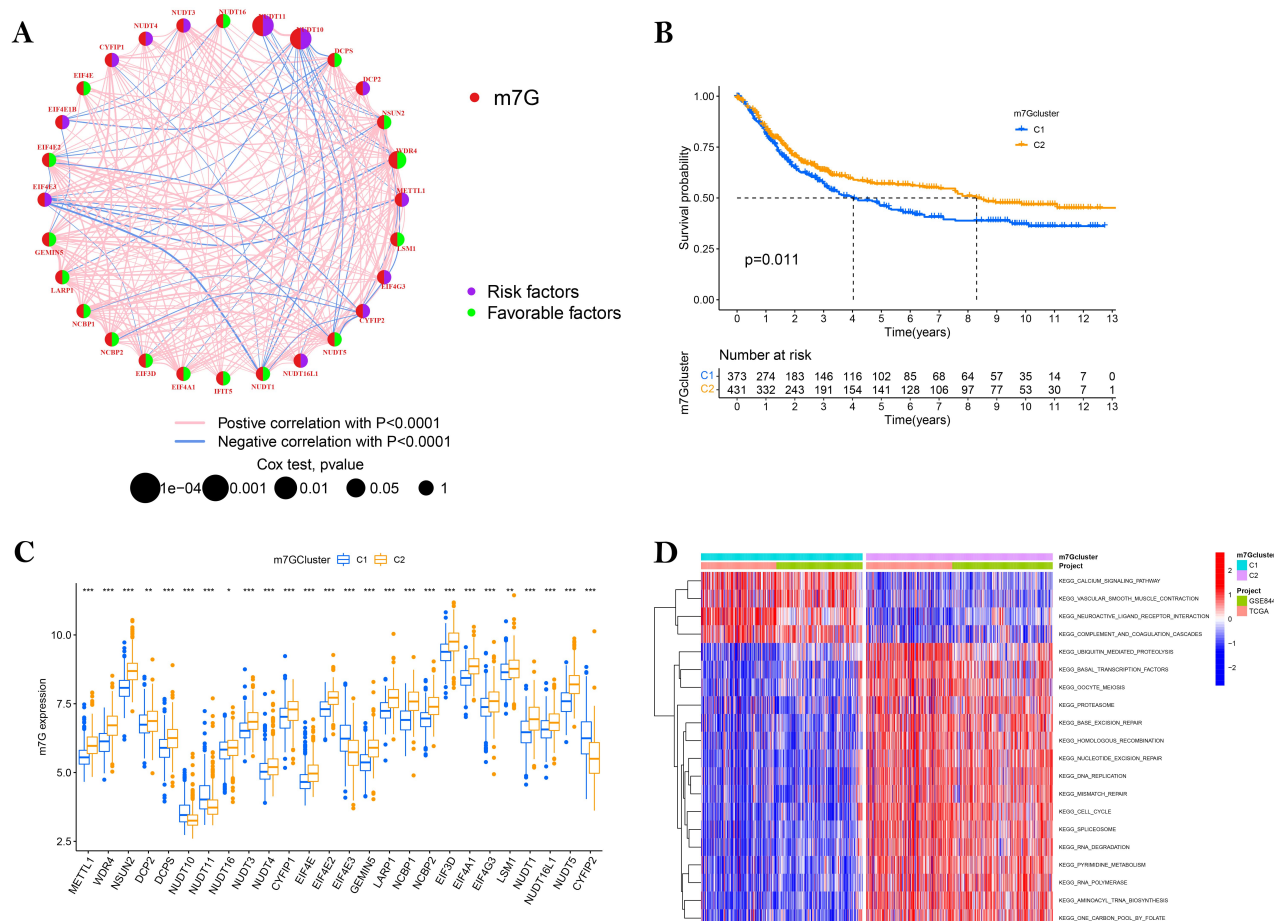 A
NUDT16
NUDT11
NUDT3
NUDT10
NUDT4
DCPS
CYFIP1
DCP2
EIF4E
NSUN2
EIF4E1B
WDR4
EIF4E2
METTL1
EIF4E3
LSM1
GEMIN5
EIF4G3
LARP1
CYFIP2
NCBP1
NUDT5
NCBP2
NUDT16L1
EIF3D
NUDT1
EIF4A1
IFIT5
m7G
Risk factors
Favorable factors
Postive correlation with P<0.0001
Negative correlation with P<0.0001
Cox test, pvalue
1e−04 0.001 0.01 0.05 1
B
m7Gcluster
C1
C2
Survival probability
1.00
0.75
0.50
0.25
0.00
p=0.011
0 1 2 3 4 5 6 7 8 9 10 11 12 13
Time(years)
Number at risk
m7Gcluster
C1 373 274 183 146 116 102 85 68 64 57 35 14 7 0
C2 431 332 243 191 154 141 128 106 97 77 53 30 7 1
0 1 2 3 4 5 6 7 8 9 10 11 12 13
Time(years)
C
m7GCluster C1 C2
m7G expression
*** *** *** ** *** *** *** * *** *** *** *** *** *** *** *** *** *** *** *** *** ** *** *** *** ***
10.0
7.5
5.0
2.5
METTL1
WDR4
NSUN2
DCP2
DCPS
NUDT10
NUDT11
NUDT16
NUDT3
NUDT4
CYFIP1
EIF4E
EIF4E2
EIF4E3
GEMIN5
LARP1
NCBP1
NCBP2
EIF3D
EIF4A1
EIF4G3
LSM1
NUDT1
NUDT16L1
NUDT5
CYFIP2
D
m7Gcluster
Project
KEGG_CALCIUM_SIGNALING_PATHWAY
KEGG_VASCULAR_SMOOTH_MUSCLE_CONTRACTION
KEGG_NEUROACTIVE_LIGAND_RECEPTOR_INTERACTION
KEGG_COMPLEMENT_AND_COAGULATION_CASCADES
KEGG_UBIQUITIN_MEDIATED_PROTEOLYSIS
KEGG_BASAL_TRANSCRIPTION_FACTORS
KEGG_OOCYTE_MEIOSIS
KEGG_PROTEASOME
KEGG_BASE_EXCISION_REPAIR
KEGG_HOMOLOGOUS_RECOMBINATION
KEGG_NUCLEOTIDE_EXCISION_REPAIR
KEGG_DNA_REPLICATION
KEGG_MISMATCH_REPAIR
KEGG_CELL_CYCLE
KEGG_SPLICEOSOME
KEGG_RNA_DEGRADATION
KEGG_PYRIMIDINE_METABOLISM
KEGG_RNA_POLYMERASE
KEGG_AMINOACYL_TRNA_BIOSYNTHESIS
KEGG_ONE_CARBON_POOL_BY_FOLATE
2
1
0
−1
−2
m7Gcluster
C1
C2
Project
GSE844
TCGA